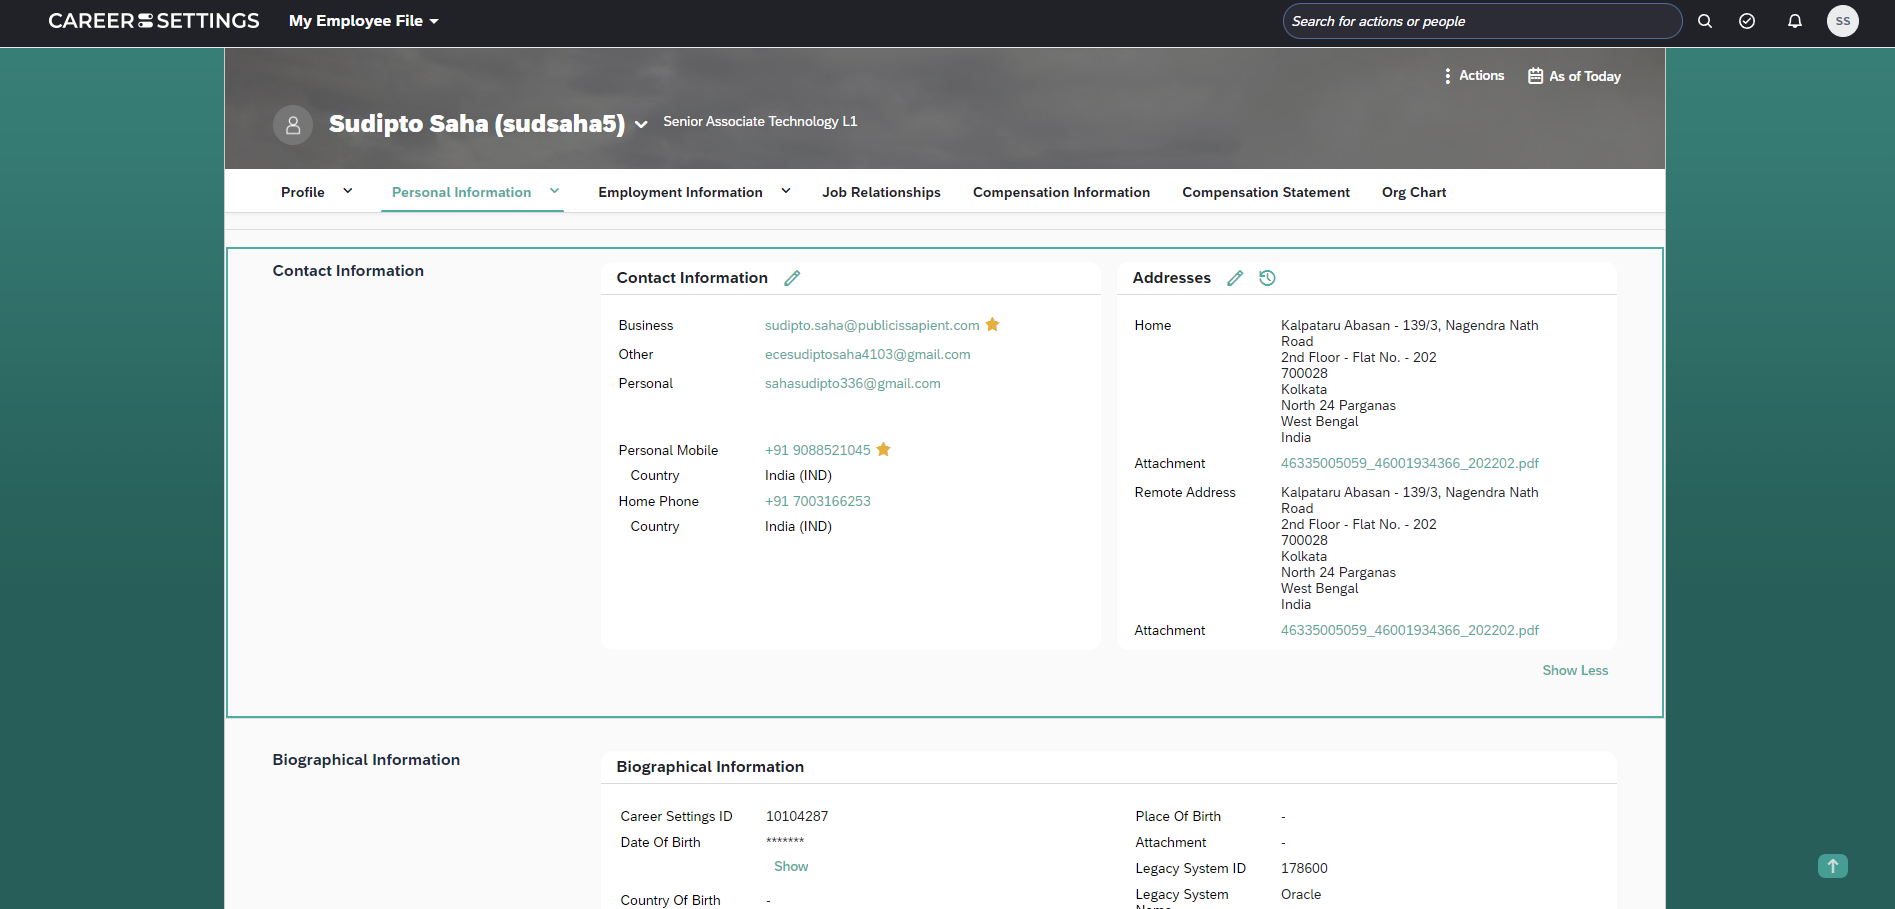 CAREER SETTINGS My Employee File
Search for actions or people
SS
Actions As of Today
Sudipto Saha (sudsaha5) Senior Associate Technology L1
Profile Personal Information Employment Information Job Relationships Compensation Information Compensation Statement Org Chart
Contact Information
Contact Information
Business sudipto.saha@publicissapient.com
Other ecesudiptosaha4103@gmail.com
Personal sahasudipto336@gmail.com
Personal Mobile +91 9088521045
Country India (IND)
Home Phone +91 7003166253
Country India (IND)
Addresses
Home Kalpataru Abasan - 139/3, Nagendra Nath
Road
2nd Floor - Flat No. - 202
700028
Kolkata
North 24 Parganas
West Bengal
India
Attachment 46335005059_46001934366_202202.pdf
Remote Address Kalpataru Abasan - 139/3, Nagendra Nath
Road
2nd Floor - Flat No. - 202
700028
Kolkata
North 24 Parganas
West Bengal
India
Attachment 46335005059_46001934366_202202.pdf
Show Less
Biographical Information
Biographical Information
Career Settings ID 10104287
Date Of Birth *******
Show
Country Of Birth -
Place Of Birth -
Attachment -
Legacy System ID 178600
Legacy System Oracle